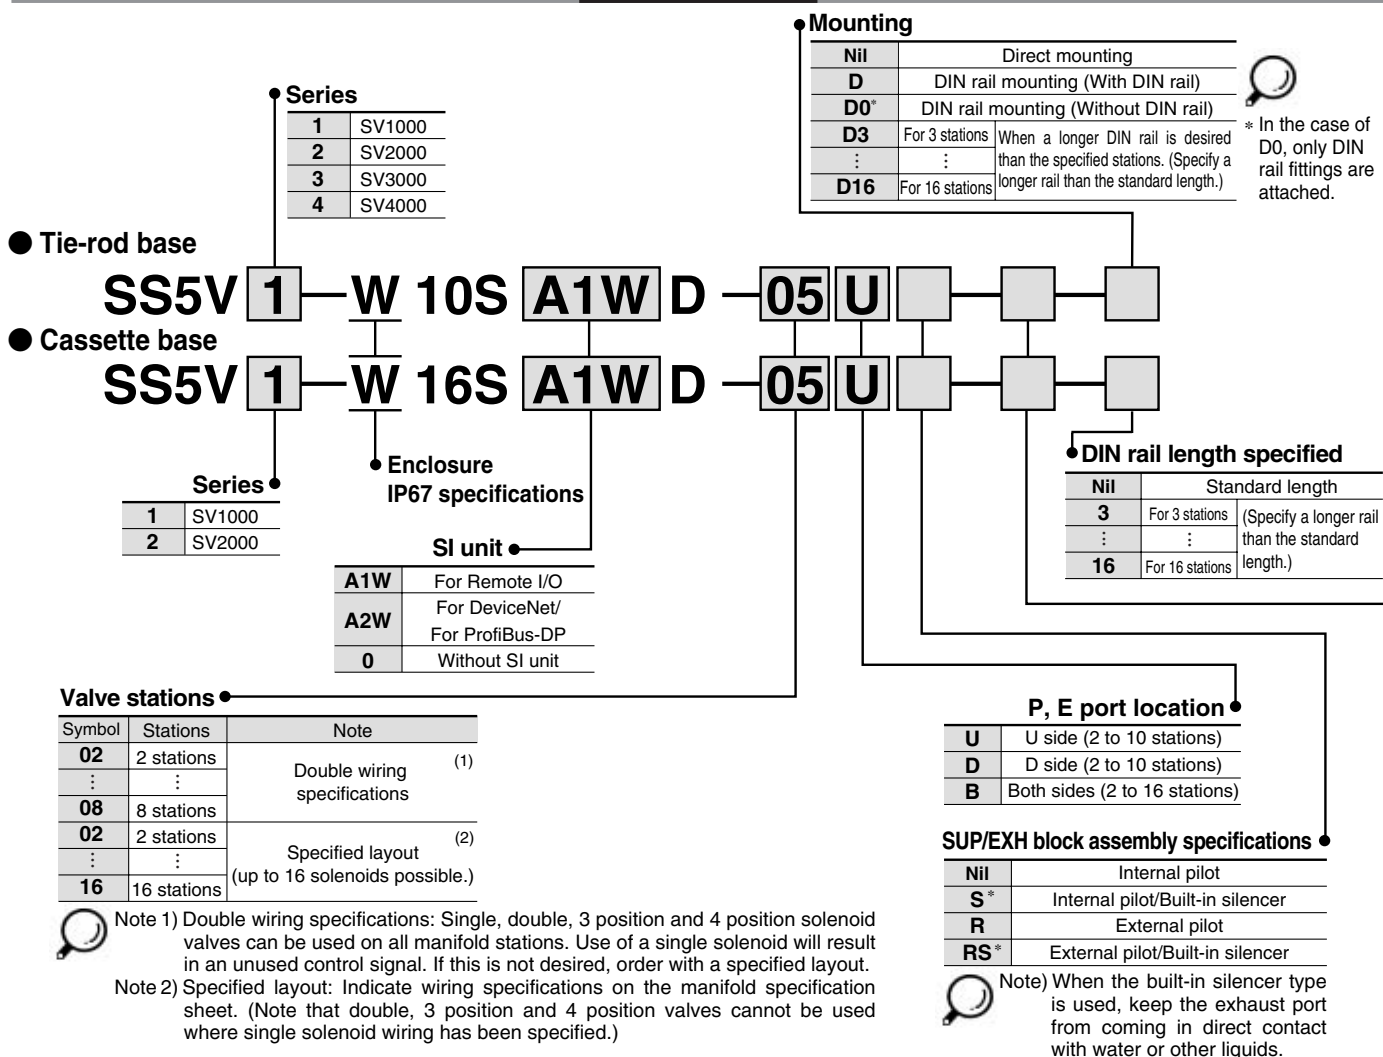 Mounting
Nil Direct mounting
D DIN rail mounting (With DIN rail)
D0* DIN rail mounting (Without DIN rail)
D3 For 3 stations When a longer DIN rail is desired
⋮ ⋮ than the specified stations. (Specify a
D16 For 16 stations longer rail than the standard length.)
* In the case of
D0, only DIN
rail fittings are
attached.
Series
1 SV1000
2 SV2000
3 SV3000
4 SV4000
● Tie-rod base
SS5V 1 — W 10S A1W D — 05 U
● Cassette base
SS5V 1 — W 16S A1W D — 05 U
Series
1 SV1000
2 SV2000
Enclosure
IP67 specifications
SI unit
A1W For Remote I/O
A2W For DeviceNet/
For ProfiBus-DP
0 Without SI unit
DIN rail length specified
Nil Standard length
3 For 3 stations (Specify a longer rail
⋮ ⋮ than the standard
16 For 16 stations length.)
Valve stations
Symbol Stations Note
02 2 stations Double wiring (1)
⋮ ⋮ specifications
08 8 stations
02 2 stations (2)
⋮ ⋮ Specified layout
16 16 stations (up to 16 solenoids possible.)
Note 1) Double wiring specifications: Single, double, 3 position and 4 position solenoid
valves can be used on all manifold stations. Use of a single solenoid will result
in an unused control signal. If this is not desired, order with a specified layout.
Note 2) Specified layout: Indicate wiring specifications on the manifold specification
sheet. (Note that double, 3 position and 4 position valves cannot be used
where single solenoid wiring has been specified.)
P, E port location
U U side (2 to 10 stations)
D D side (2 to 10 stations)
B Both sides (2 to 16 stations)
SUP/EXH block assembly specifications
Nil Internal pilot
S* Internal pilot/Built-in silencer
R External pilot
RS* External pilot/Built-in silencer
Note) When the built-in silencer type
is used, keep the exhaust port
from coming in direct contact
with water or other liquids.